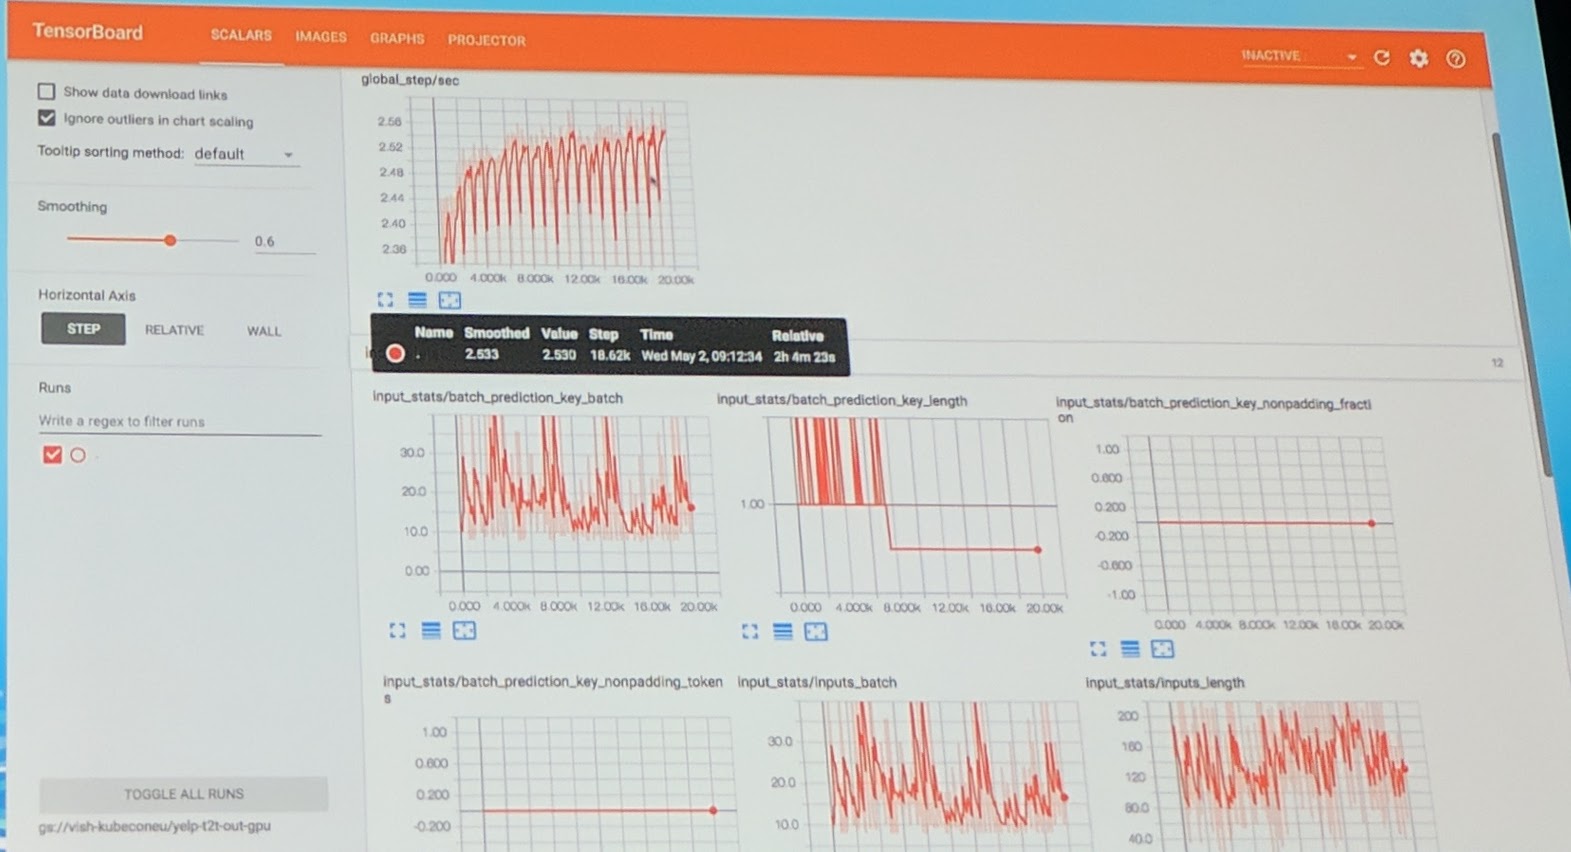 TensorBoard SCALARS IMAGES GRAPHS PROJECTOR INACTIVE
Show data download links
Ignore outliers in chart scaling
Tooltip sorting method: default
Smoothing
0.6
Horizontal Axis
STEP RELATIVE WALL
Runs
Write a regex to filter runs
.
TOGGLE ALL RUNS
gs://vish-kubeconeu/yelp-t2t-out-gpu
global_step/sec
2.56
2.52
2.48
2.44
2.40
2.36
0.000 4.000k 8.000k 12.00k 16.00k 20.00k
Name Smoothed Value Step Time Relative
. 2.533 2.530 18.62k Wed May 2, 09:12:34 2h 4m 23s
12
input_stats/batch_prediction_key_batch
30.0
20.0
10.0
0.00
0.000 4.000k 8.000k 12.00k 16.00k 20.00k
input_stats/batch_prediction_key_length
1.00
0.000 4.000k 8.000k 12.00k 16.00k 20.00k
input_stats/batch_prediction_key_nonpadding_fracti
on
1.00
0.600
0.200
-0.200
-0.600
-1.00
0.000 4.000k 8.000k 12.00k 16.00k 20.00k
input_stats/batch_prediction_key_nonpadding_token
s
1.00
0.600
0.200
-0.200
input_stats/inputs_batch
30.0
20.0
10.0
input_stats/inputs_length
200
160
120
80.0
40.0